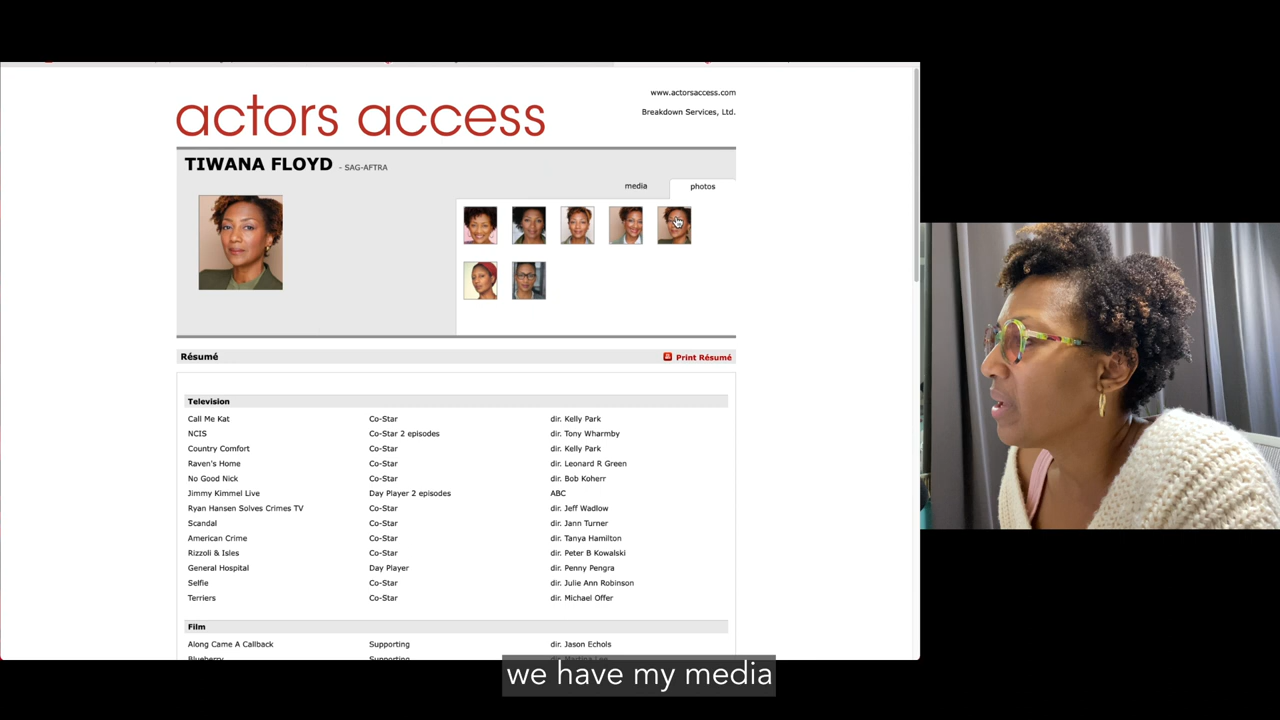 actors access
www.actorsaccess.com
Breakdown Services, Ltd.
TIWANA FLOYD - SAG-AFTRA
media photos
Résumé Print Résumé
Television
Call Me Kat Co-Star dir. Kelly Park
NCIS Co-Star 2 episodes dir. Tony Wharmby
Country Comfort Co-Star dir. Kelly Park
Raven's Home Co-Star dir. Leonard R Green
No Good Nick Co-Star dir. Bob Koherr
Jimmy Kimmel Live Day Player 2 episodes ABC
Ryan Hansen Solves Crimes TV Co-Star dir. Jeff Wadlow
Scandal Co-Star dir. Jann Turner
American Crime Co-Star dir. Tanya Hamilton
Rizzoli & Isles Co-Star dir. Peter B Kowalski
General Hospital Day Player dir. Penny Pengra
Selfie Co-Star dir. Julie Ann Robinson
Terriers Co-Star dir. Michael Offer
Film
Along Came A Callback Supporting dir. Jason Echols
Blueberry Supporting
we have my media